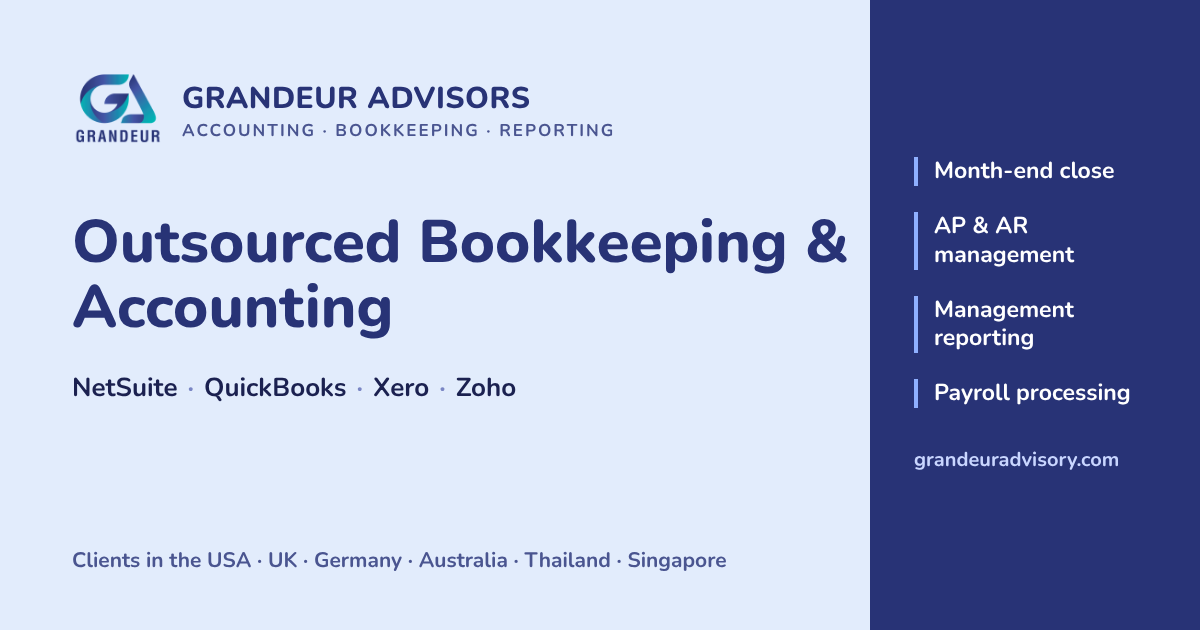 GRANDEUR
GRANDEUR ADVISORS
ACCOUNTING · BOOKKEEPING · REPORTING
Outsourced Bookkeeping &
Accounting
NetSuite · QuickBooks · Xero · Zoho
Clients in the USA · UK · Germany · Australia · Thailand · Singapore
Month-end close
AP & AR
management
Management
reporting
Payroll processing
grandeuradvisory.com